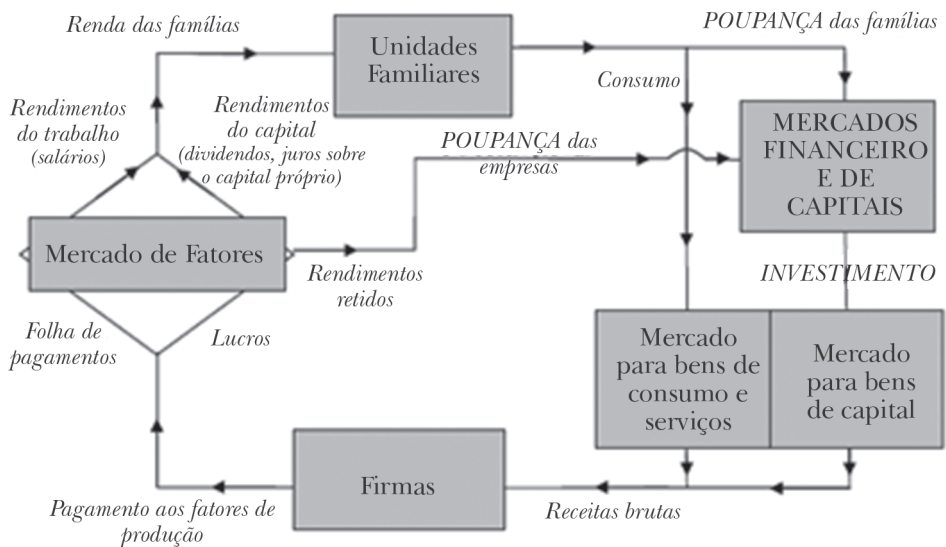 Renda das famílias
Unidades
Familiares
POUPANÇA das famílias
Consumo
Rendimentos
do trabalho
(salários)
Rendimentos
do capital
(dividendos, juros sobre
o capital próprio)
POUPANÇA das
empresas
MERCADOS
FINANCEIRO
E DE
CAPITAIS
Mercado de Fatores
Rendimentos
retidos
INVESTIMENTO
Folha de
pagamentos
Lucros
Mercado
para bens de
consumo e
serviços
Mercado
para bens
de capital
Firmas
Pagamento aos fatores de
produção
Receitas brutas